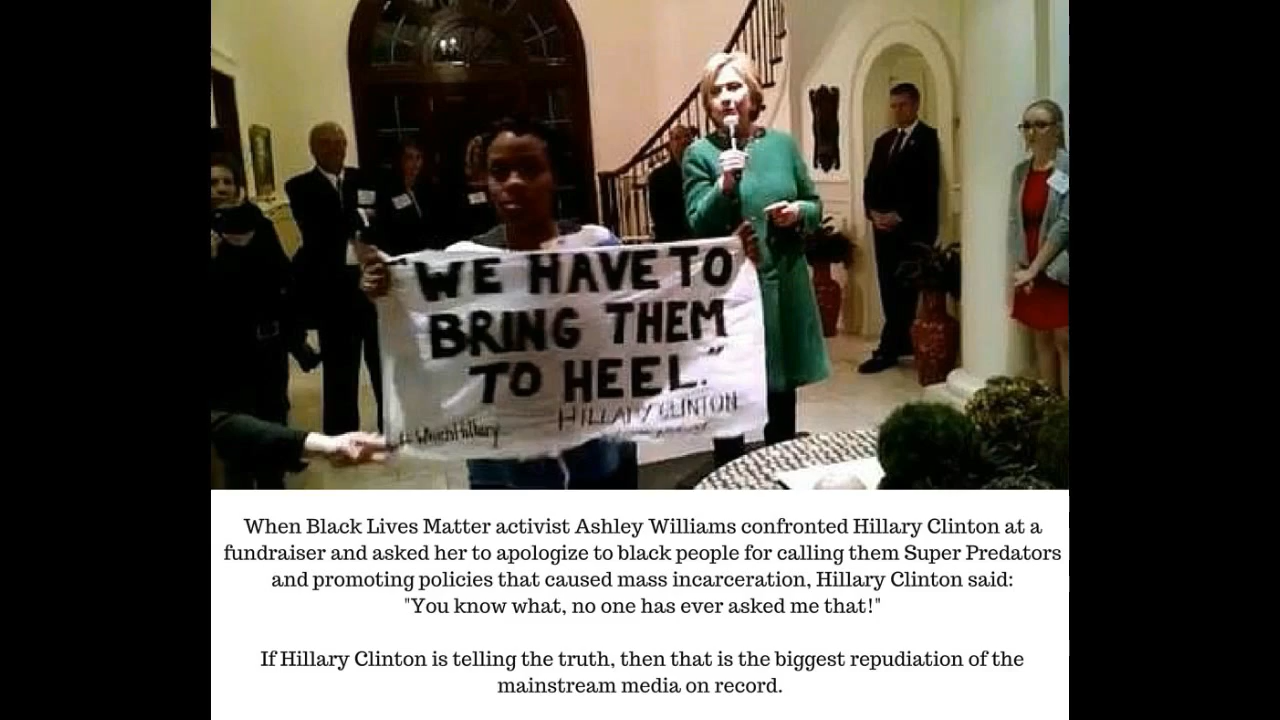 "WE HAVE TO
BRING THEM
TO HEEL."
HILLARY CLINTON
#WhichHillary
When Black Lives Matter activist Ashley Williams confronted Hillary Clinton at a
fundraiser and asked her to apologize to black people for calling them Super Predators
and promoting policies that caused mass incarceration, Hillary Clinton said:
"You know what, no one has ever asked me that!"
If Hillary Clinton is telling the truth, then that is the biggest repudiation of the
mainstream media on record.